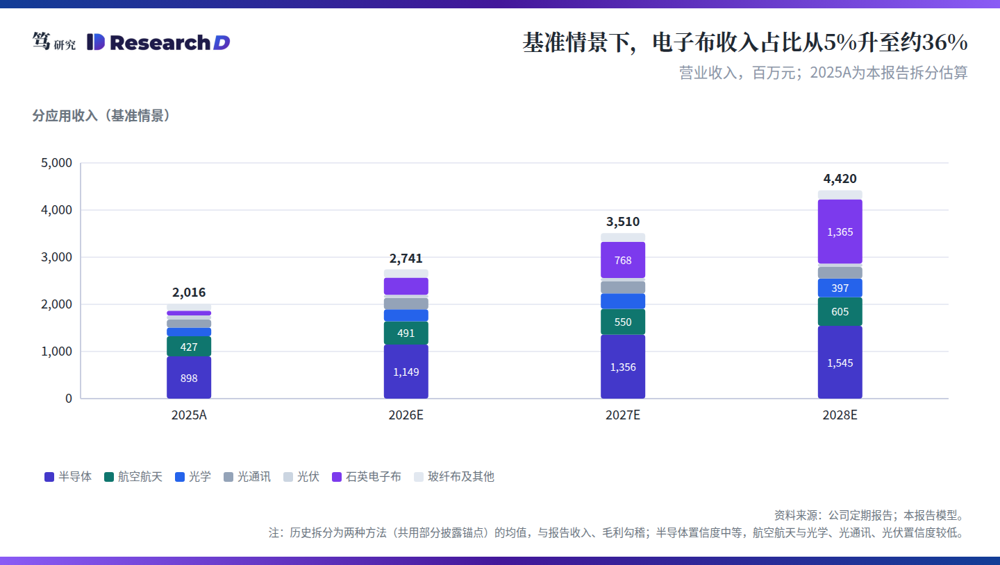 笃研究 D ResearchD
基准情景下，电子布收入占比从5%升至约36%
营业收入，百万元；2025A为本报告拆分估算
分应用收入（基准情景）
5,000
4,000
3,000
2,000
1,000
0
2,016
427
898
2025A
2,741
491
1,149
2026E
3,510
768
550
1,356
2027E
4,420
1,365
397
605
1,545
2028E
半导体 航空航天 光学 光通讯 光伏 石英电子布 玻纤布及其他
资料来源：公司定期报告；本报告模型。
注：历史拆分为两种方法（共用部分披露锚点）的均值，与报告收入、毛利勾稽；半导体置信度中等，航空航天与光学、光通讯、光伏置信度较低。